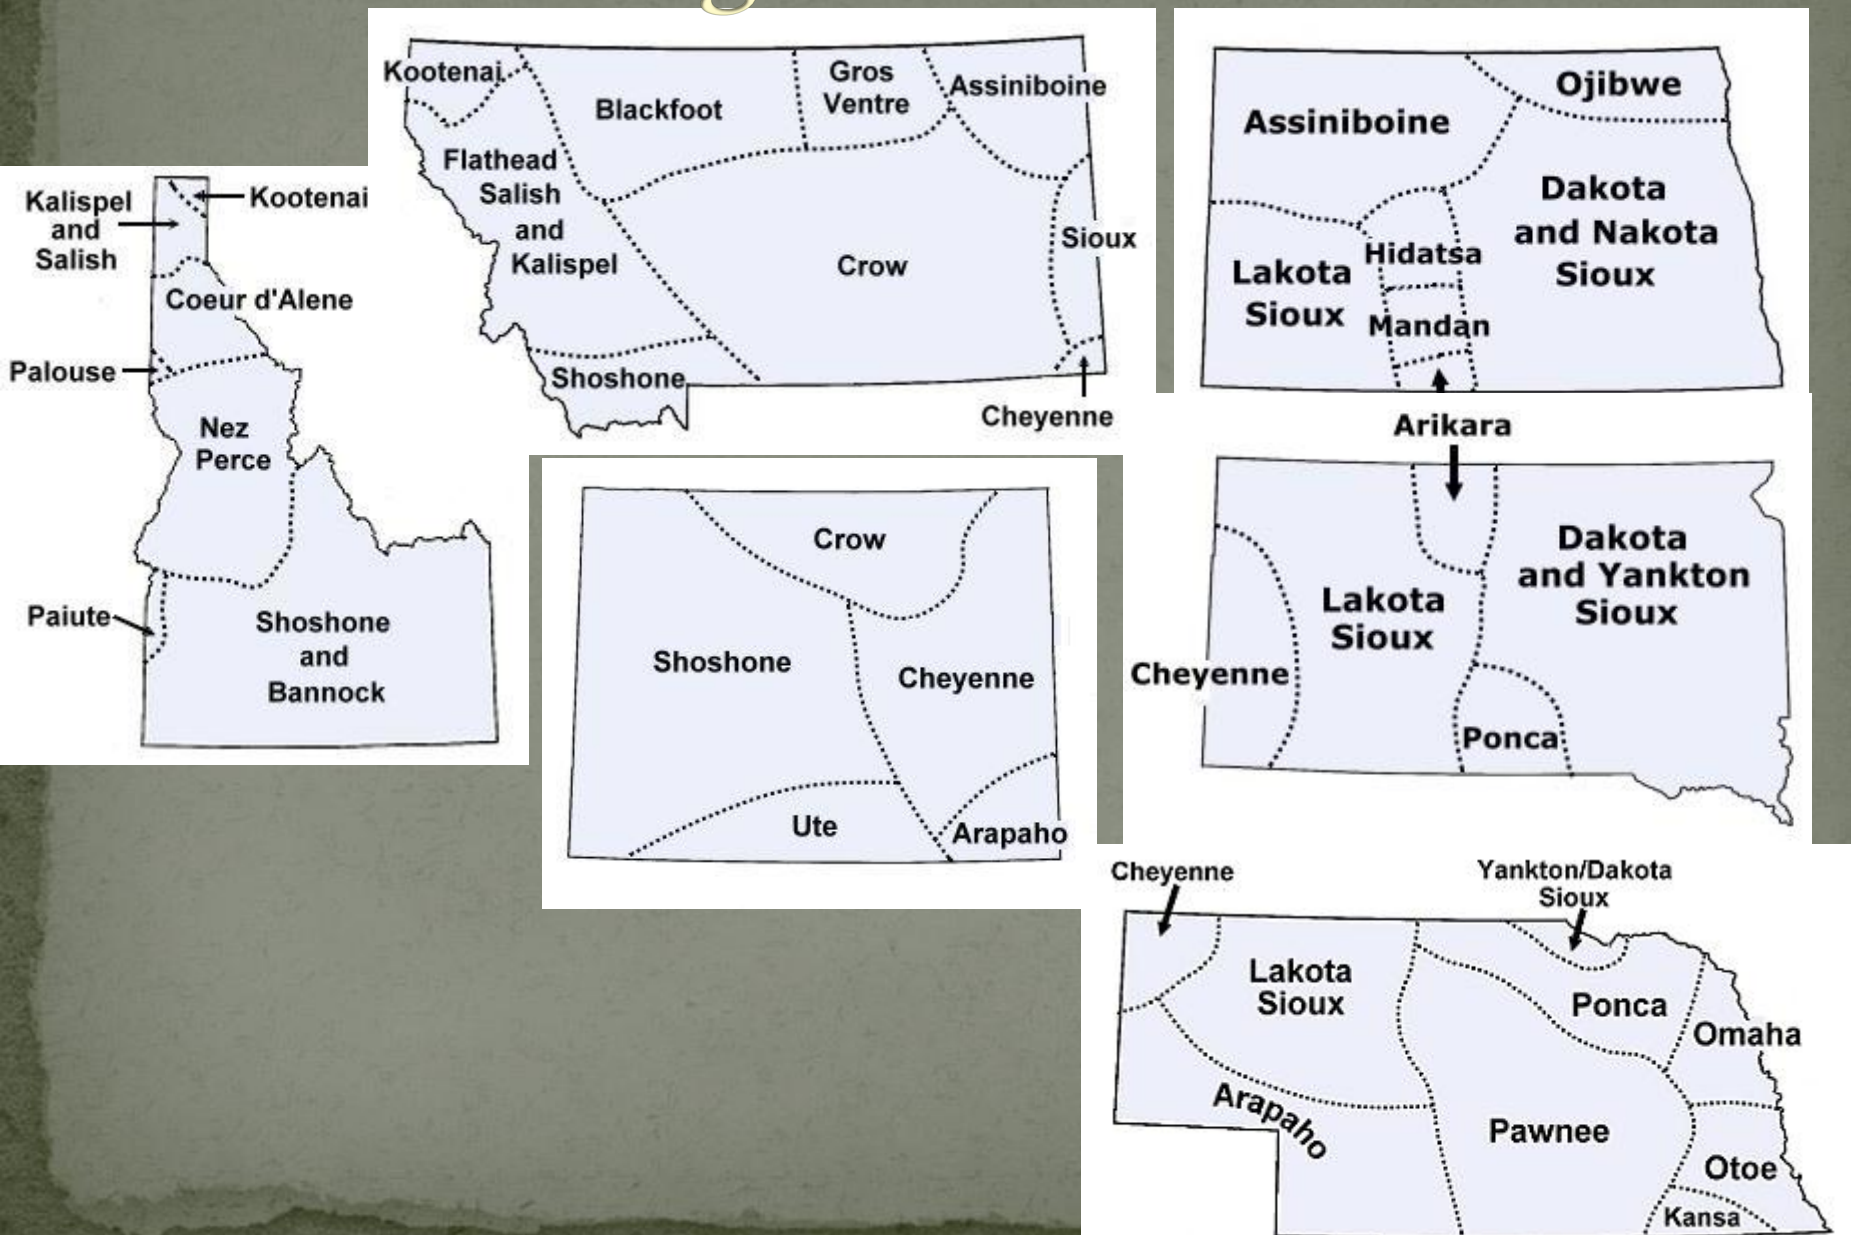 g
Kalispel
and
Salish
Kootenai
Coeur d'Alene
Palouse
Nez
Perce
Paiute
Shoshone
and
Bannock
Kootenai
Blackfoot
Gros
Ventre
Assiniboine
Flathead
Salish
and
Kalispel
Crow
Sioux
Shoshone
Cheyenne
Assiniboine
Ojibwe
Dakota
and Nakota
Sioux
Hidatsa
Lakota
Sioux
Mandan
Arikara
Crow
Shoshone
Cheyenne
Ute
Arapaho
Dakota
and Yankton
Sioux
Lakota
Sioux
Cheyenne
Ponca
Cheyenne
Yankton/Dakota
Sioux
Lakota
Sioux
Ponca
Omaha
Arapaho
Pawnee
Otoe
Kansa